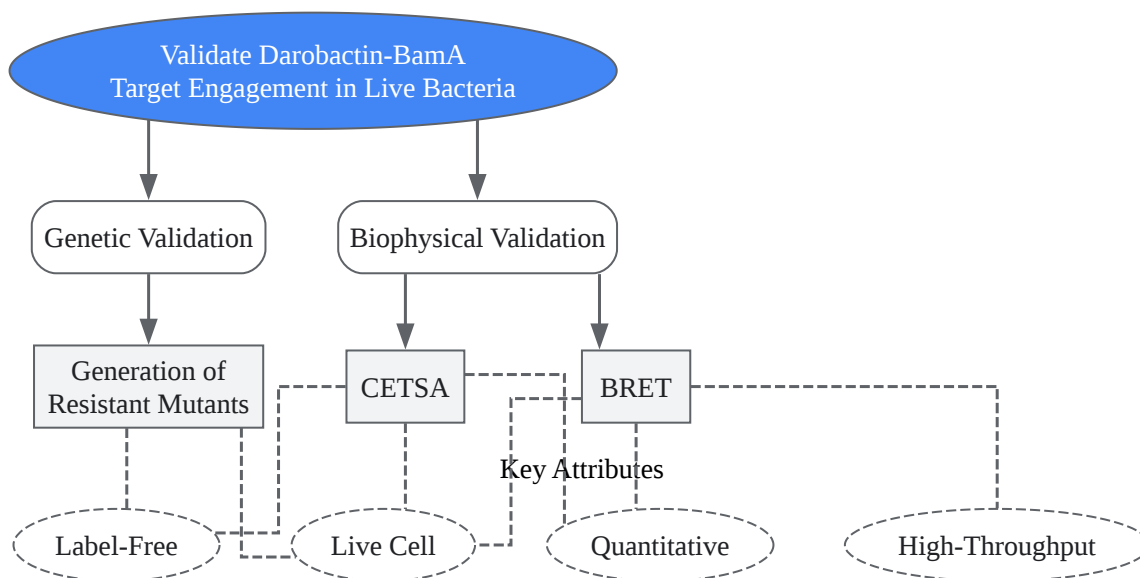 Validate Darobactin-BamA
Target Engagement in Live Bacteria
Genetic Validation
Biophysical Validation
Generation of
Resistant Mutants
CETSA
BRET
Key Attributes
Label-Free
Live Cell
Quantitative
High-Throughput